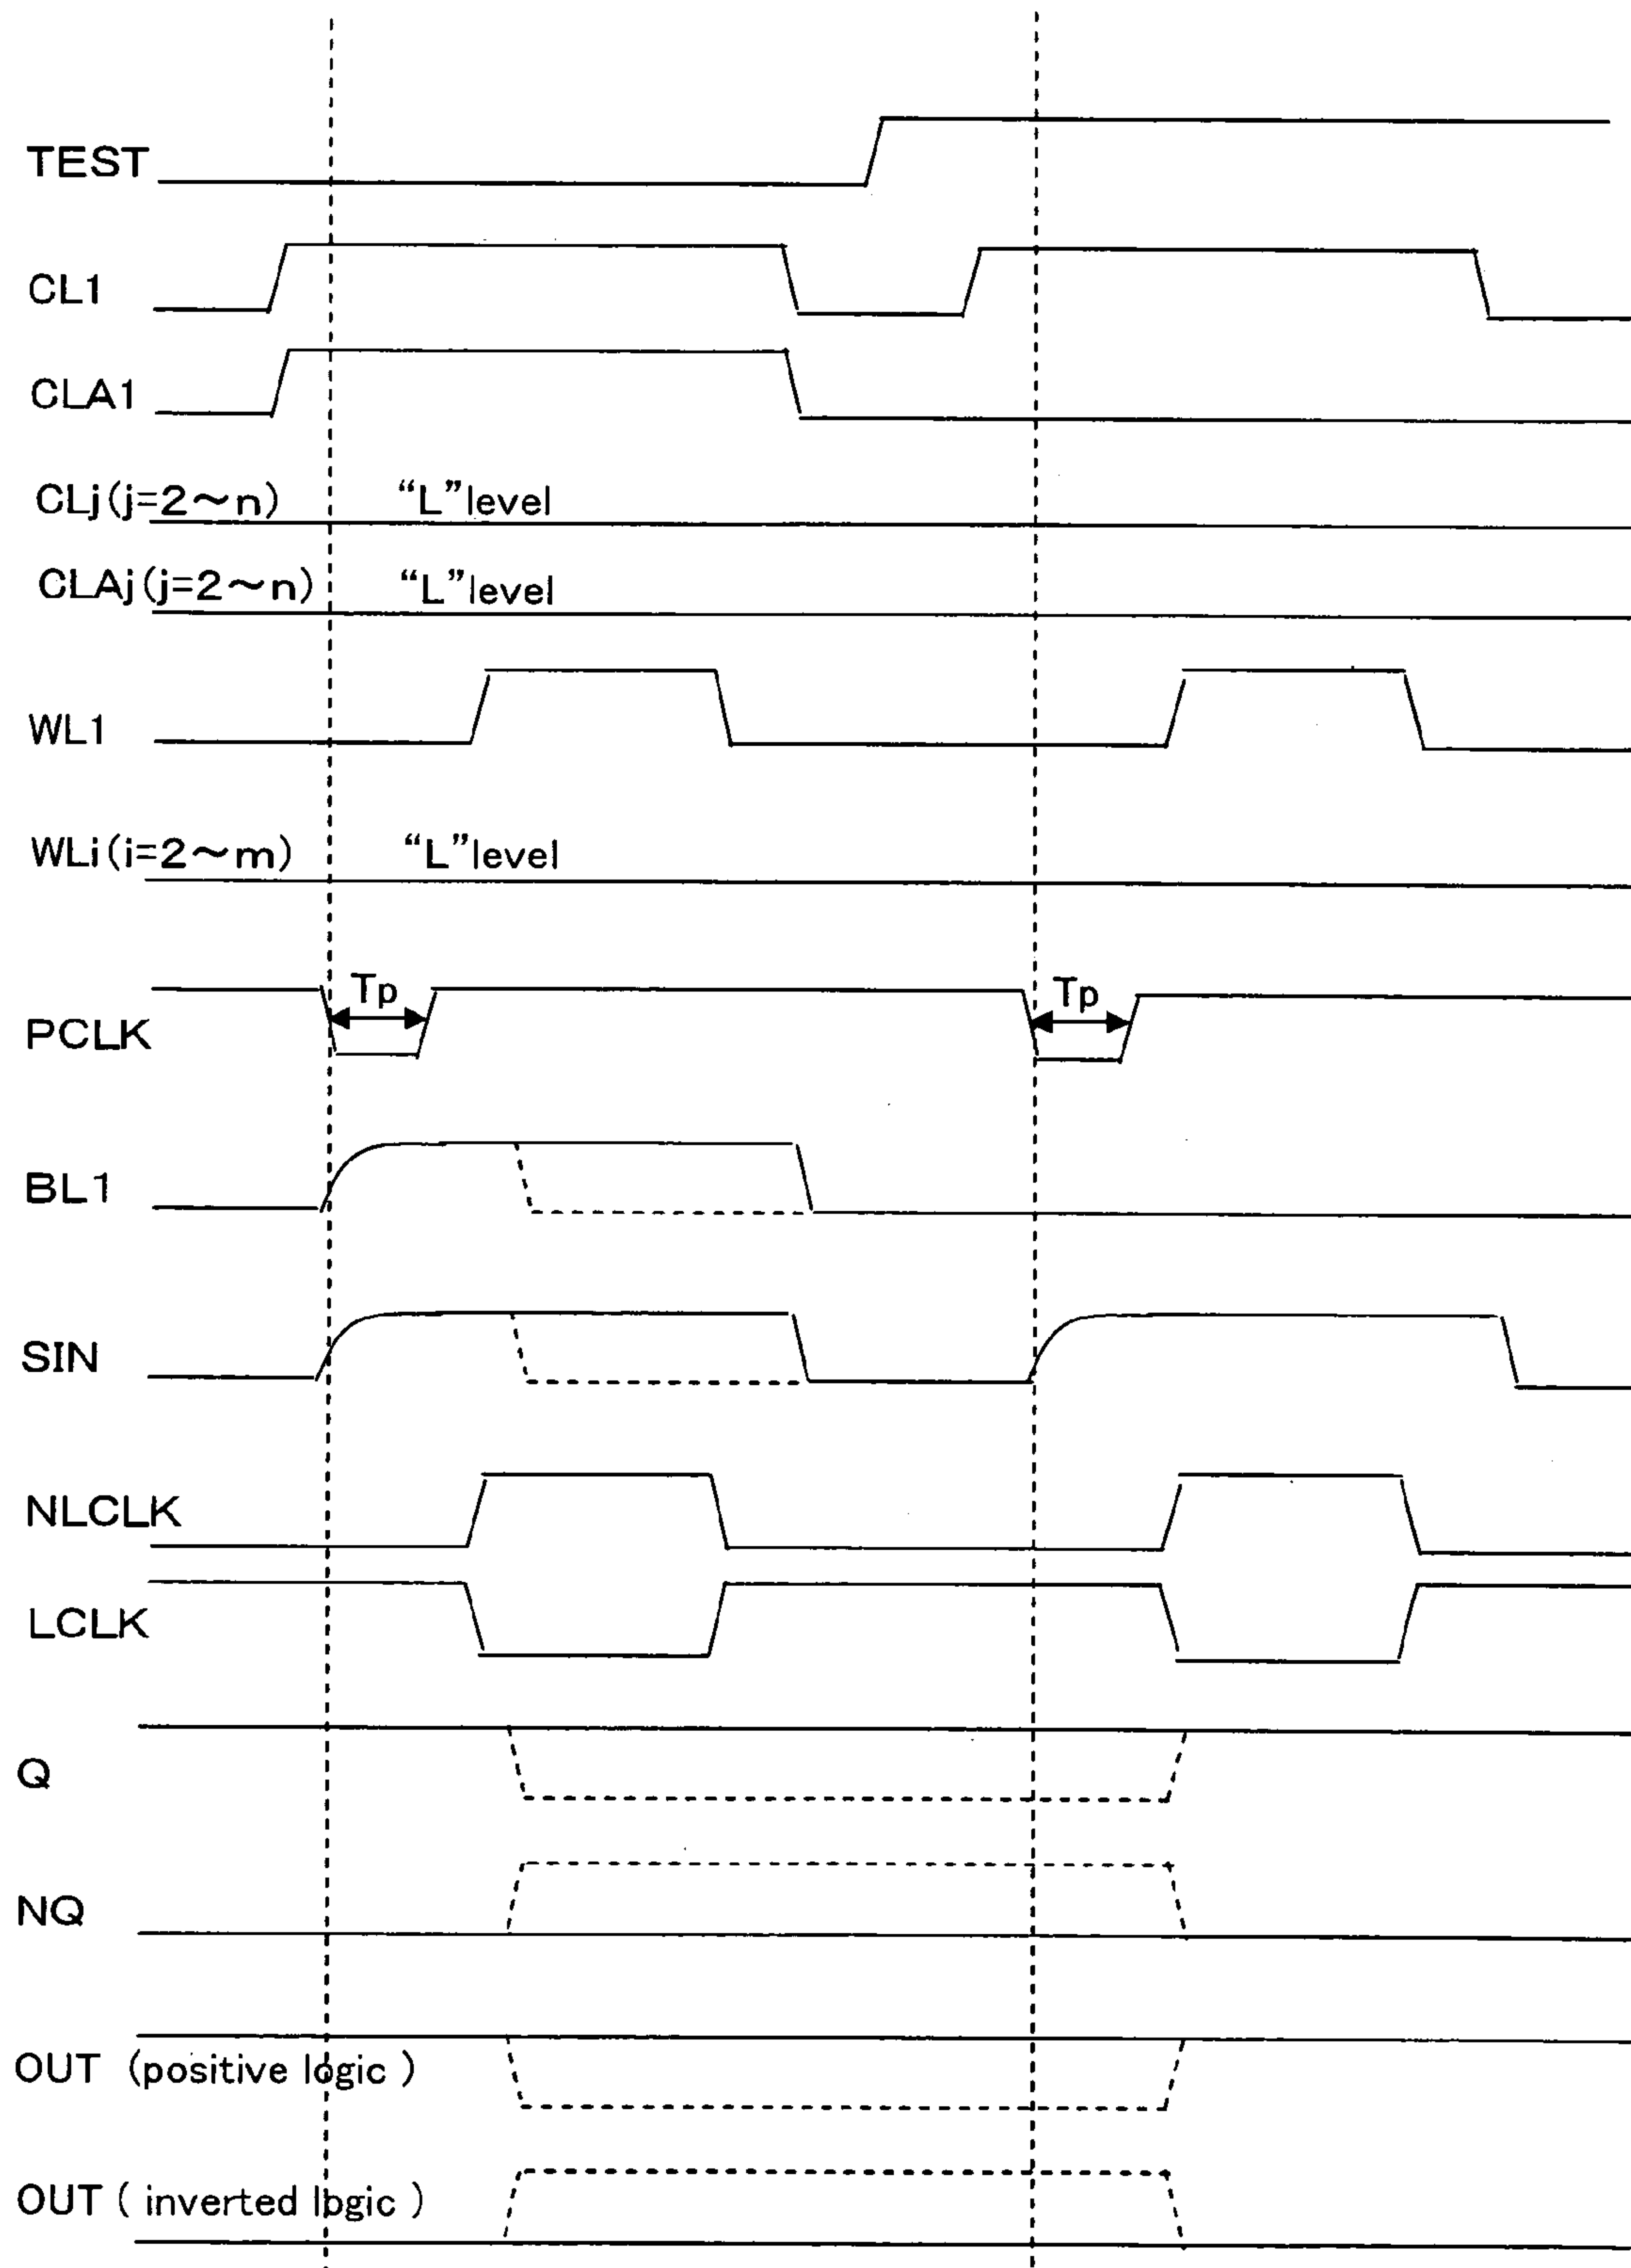 TEST
CL1
CLA1
CLj(j=2～n) “L”level
CLAj(j=2～n) “L”level
WL1
WLi(i=2～m) “L”level
Tp Tp
PCLK
BL1
SIN
NLCLK
LCLK
Q
NQ
OUT (positive logic )
OUT ( inverted logic )